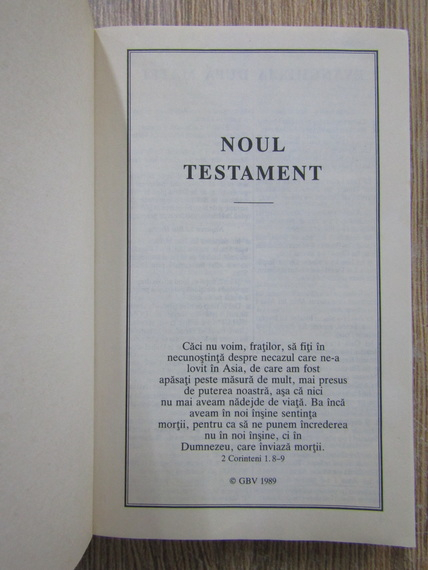 NOUL
TESTAMENT
Căci nu voim, fraţilor, să fiţi în
necunoştinţă despre necazul care ne-a
lovit în Asia, de care am fost
apăsaţi peste măsură de mult, mai presus
de puterea noastră, aşa că nici
nu mai aveam nădejde de viaţă. Ba încă
aveam în noi înşine sentinţa
morţii, pentru ca să ne punem încrederea
nu în noi înşine, ci în
Dumnezeu, care înviază morţii.
2 Corinteni 1. 8–9
© GBV 1989